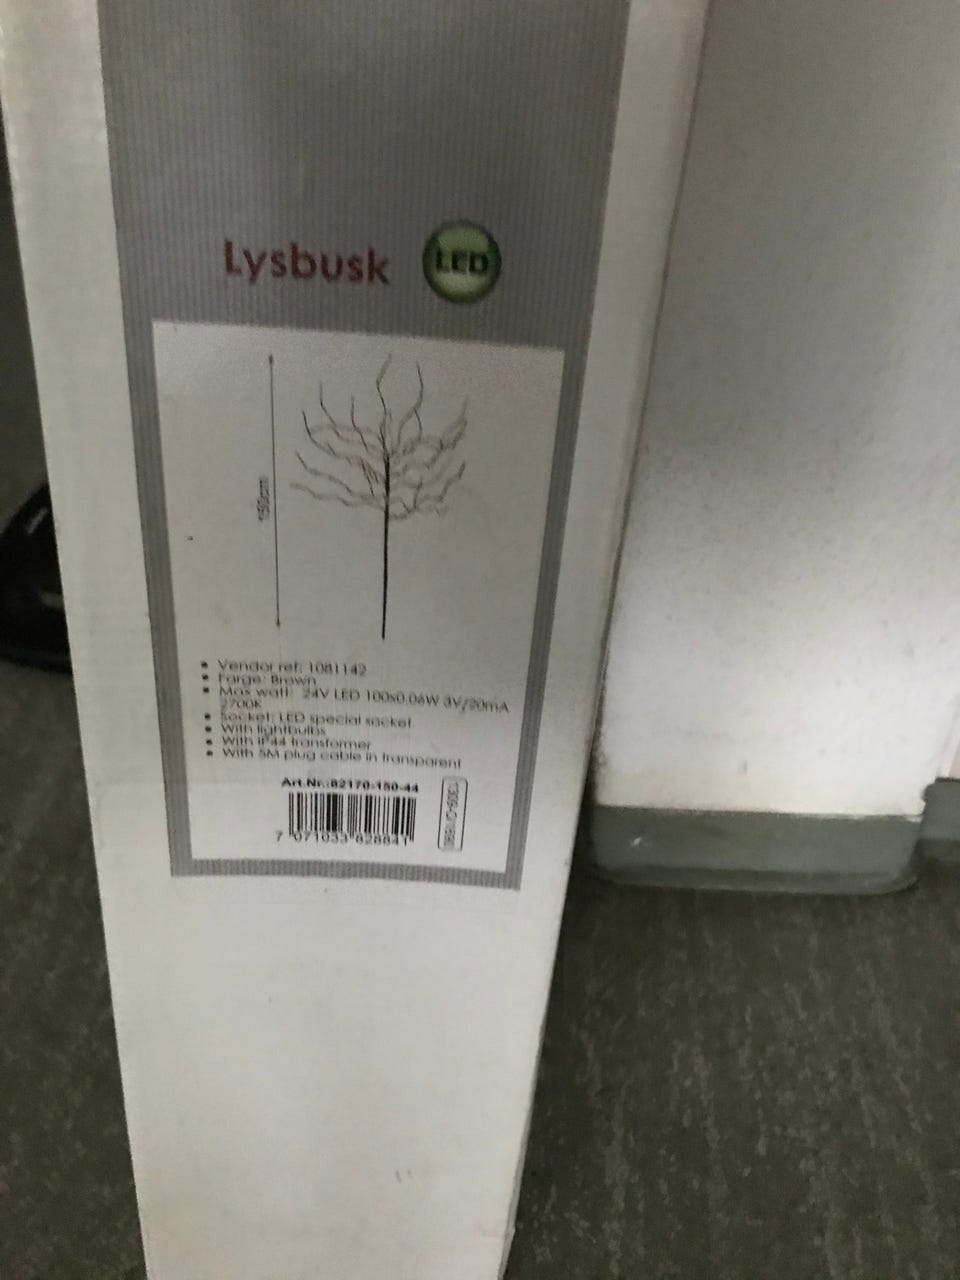 Lysbusk LED
150cm
Vendor ref: 1081142
Farge: Brown
Max watt: 24V LED 100x0.06W 3V/20mA
2700K
Socket: LED special socket
With lightbulbs
With IP44 transformer
With 5M plug cable in transparent
Art.Nr.:82170-150-44
7 071033 828841